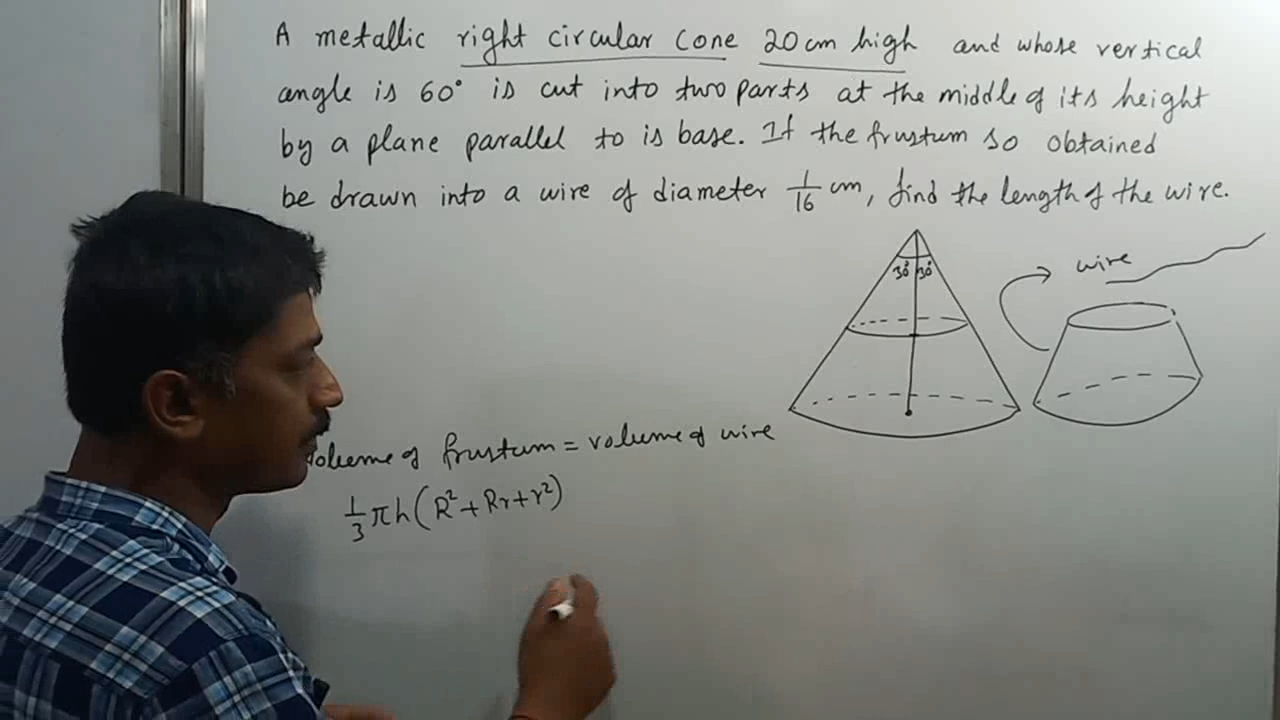 A metallic right circular cone 20cm high and whose vertical
angle is 60° is cut into two parts at the middle of its height
by a plane parallel to is base. If the frustum so obtained
be drawn into a wire of diameter 1/16 cm, find the length of the wire.
30° 30°
wire
Volume of frustum = volume of wire
1/3 πh(R²+Rr+r²)